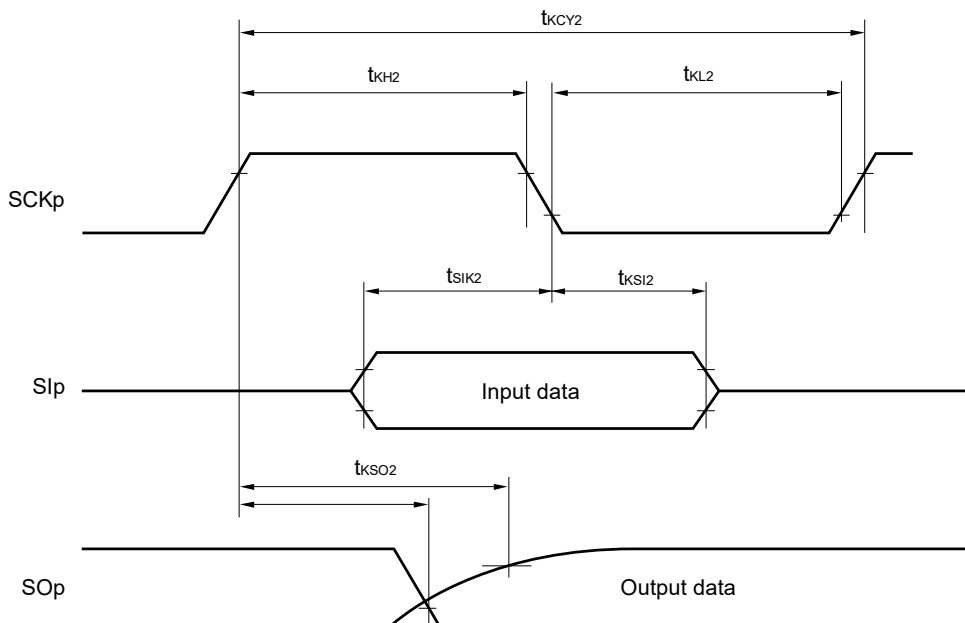 tKCY2
tKH2
tKL2
SCKp
tSIK2
tKSI2
SIp
Input data
tKSO2
SOp
Output data